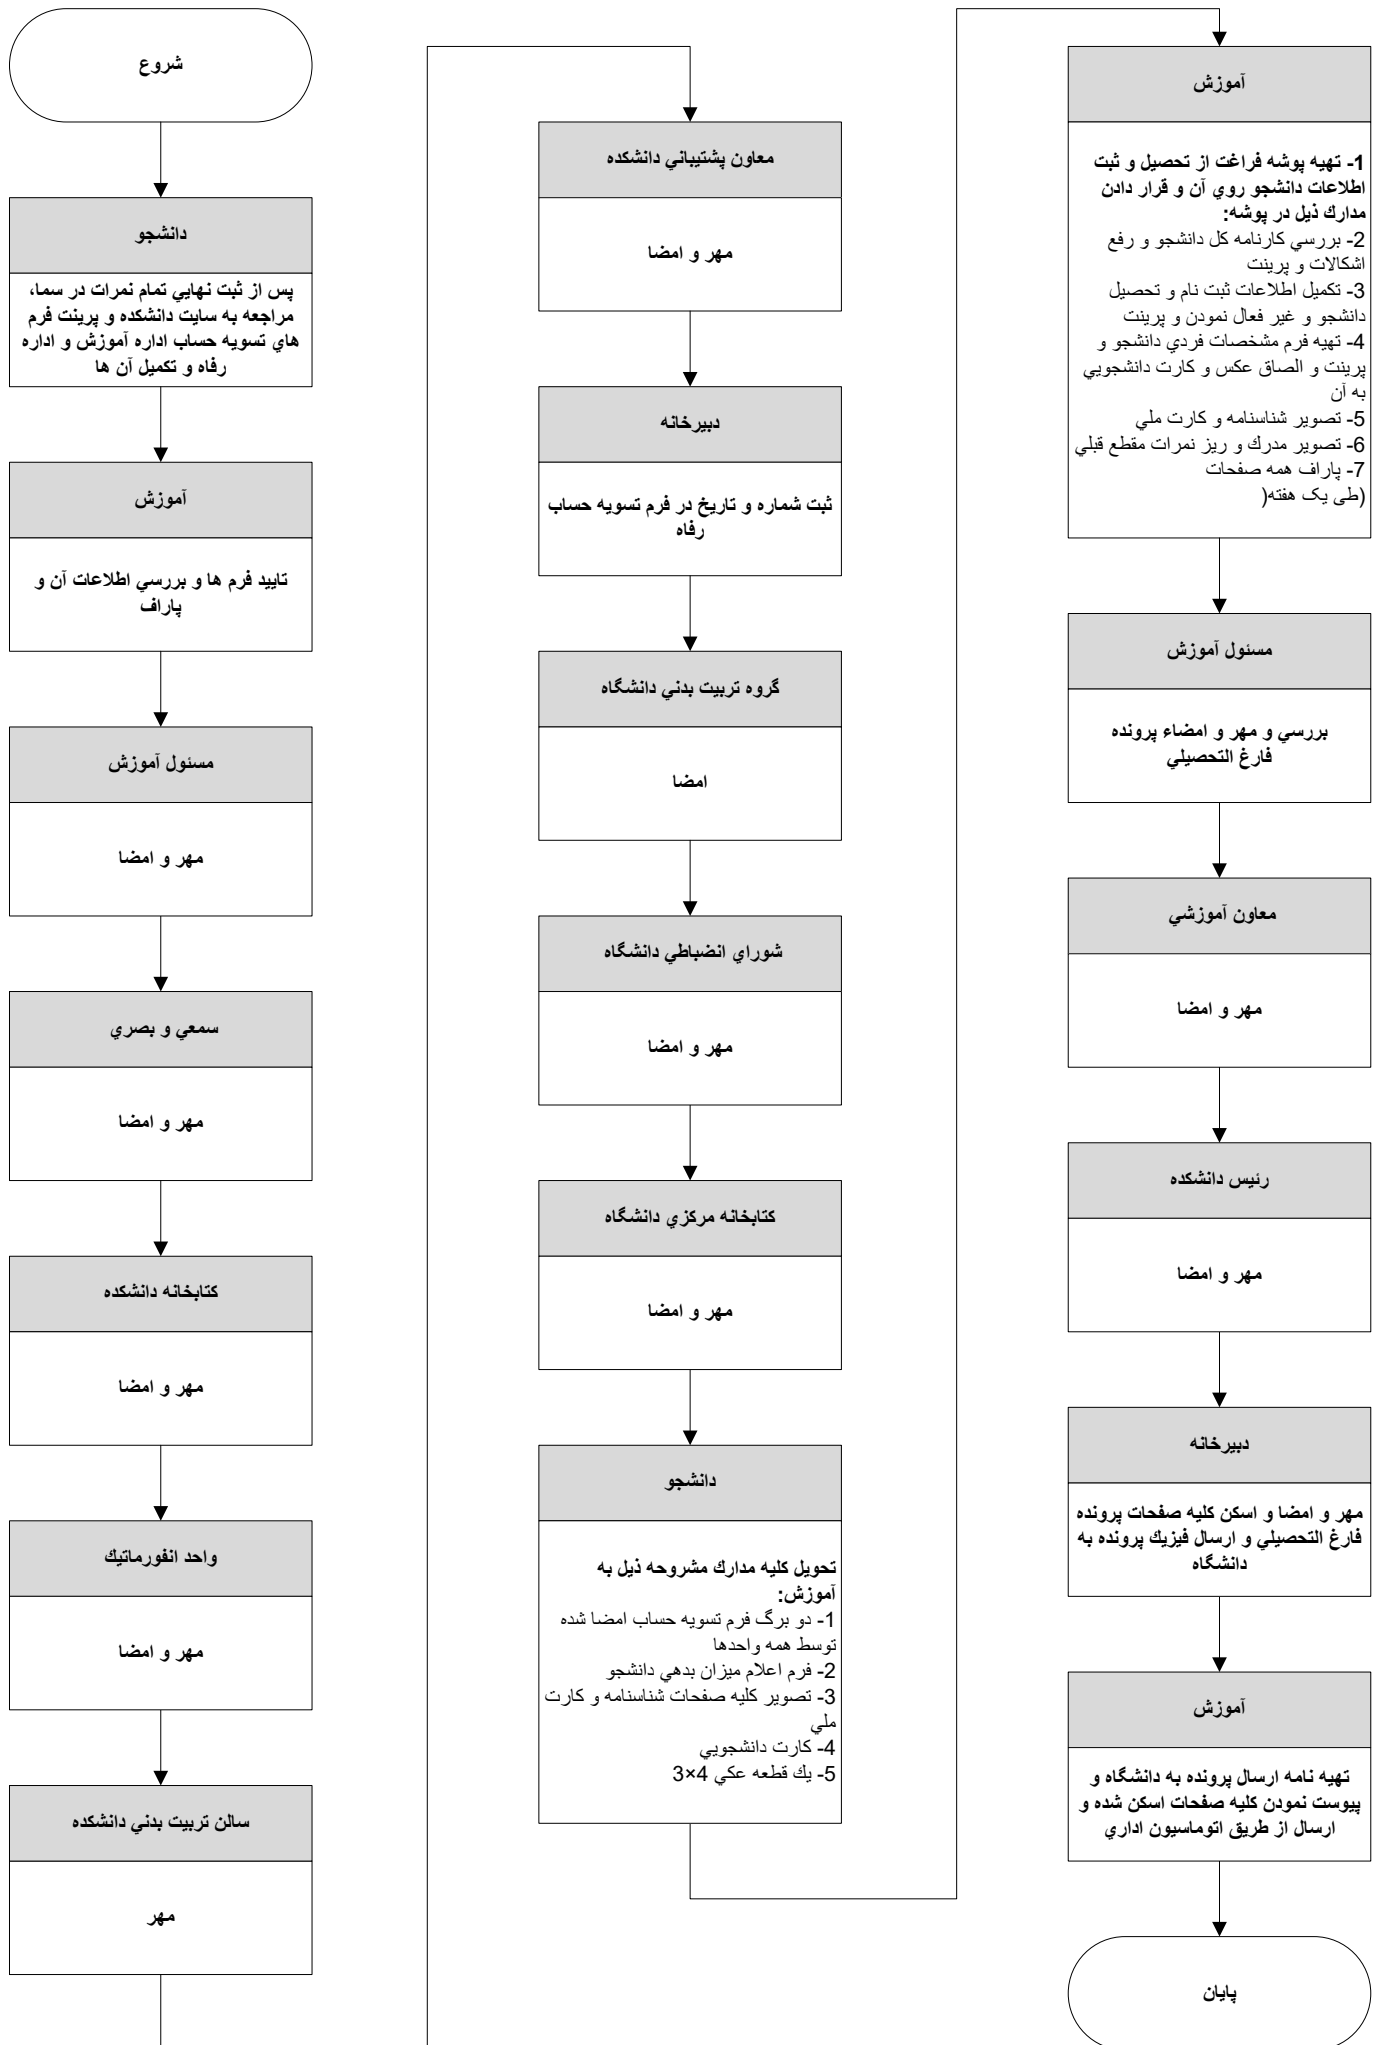 شروع
دانشجو
پس از ثبت نهايي تمام نمرات در سما،
مراجعه به سايت دانشكده و پرينت فرم
هاي تسويه حساب اداره آموزش و اداره
رفاه و تكميل آن ها
آموزش
تاييد فرم ها و بررسي اطلاعات آن و
پاراف
مسئول آموزش
مهر و امضا
سمعي و بصري
مهر و امضا
كتابخانه دانشكده
مهر و امضا
واحد انفورماتيك
مهر و امضا
سالن تربيت بدني دانشكده
مهر
معاون پشتيباني دانشكده
مهر و امضا
دبيرخانه
ثبت شماره و تاريخ در فرم تسويه حساب
رفاه
گروه تربيت بدني دانشگاه
امضا
شوراي انضباطي دانشگاه
مهر و امضا
كتابخانه مركزي دانشگاه
مهر و امضا
دانشجو
تحويل كليه مدارك مشروحه ذيل به
آموزش:
1- دو برگ فرم تسويه حساب امضا شده
توسط همه واحدها
2- فرم اعلام ميزان بدهي دانشجو
3- تصوير كليه صفحات شناسنامه و كارت
ملي
4- كارت دانشجويي
5- يك قطعه عكي 4×3
آموزش
1- تهيه پوشه فراغت از تحصيل و ثبت
اطلاعات دانشجو روي آن و قرار دادن
مدارك ذيل در پوشه:
2- بررسي كارنامه كل دانشجو و رفع
اشكالات و پرينت
3- تكميل اطلاعات ثبت نام و تحصيل
دانشجو و غير فعال نمودن و پرينت
4- تهيه فرم مشخصات فردي دانشجو و
پرينت و الصاق عكس و كارت دانشجويي
به آن
5- تصوير شناسنامه و كارت ملي
6- تصوير مدرك و ريز نمرات مقطع قبلي
7- پاراف همه صفحات
(طی یک هفته(
مسئول آموزش
بررسي و مهر و امضاء پرونده
فارغ التحصيلي
معاون آموزشي
مهر و امضا
رئيس دانشكده
مهر و امضا
دبيرخانه
مهر و امضا و اسكن كليه صفحات پرونده
فارغ التحصيلي و ارسال فيزيك پرونده به
دانشگاه
آموزش
تهيه نامه ارسال پرونده به دانشگاه و
پيوست نمودن كليه صفحات اسكن شده و
ارسال از طريق اتوماسيون اداري
پايان